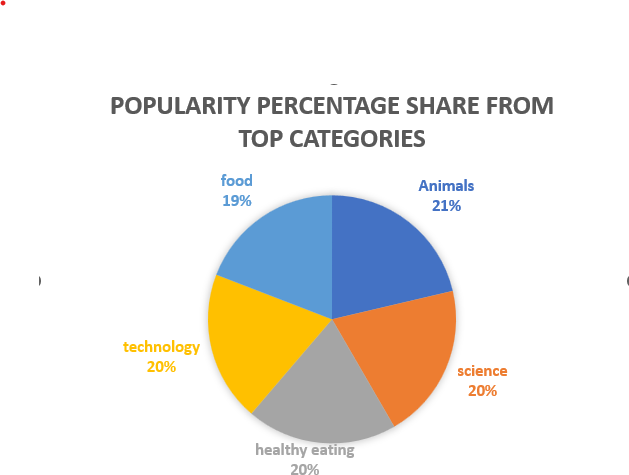 POPULARITY PERCENTAGE SHARE FROM
TOP CATEGORIES
food
19%
Animals
21%
technology
20%
science
20%
healthy eating
20%